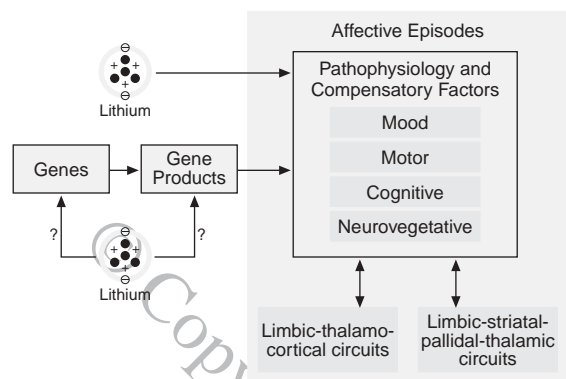 Affective Episodes
Pathophysiology and
Compensatory Factors
Mood
Motor
Cognitive
Neurovegetative
Lithium
Genes
Gene
Products
?
?
Lithium
Limbic-thalamo-
cortical circuits
Limbic-striatal-
pallidal-thalamic
circuits